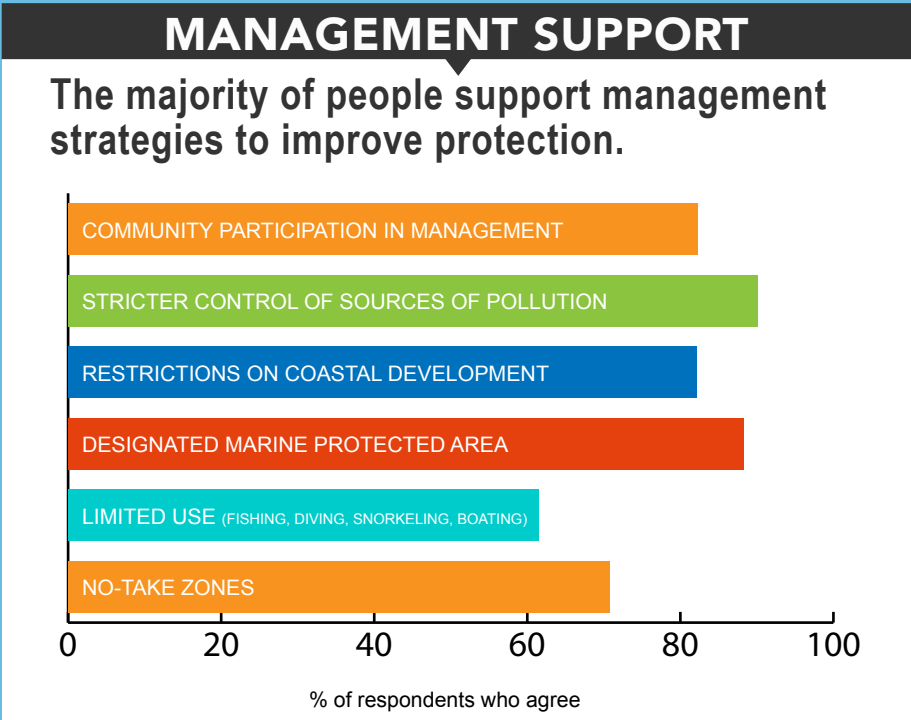 MANAGEMENT SUPPORT
The majority of people support management
strategies to improve protection.
COMMUNITY PARTICIPATION IN MANAGEMENT
STRICTER CONTROL OF SOURCES OF POLLUTION
RESTRICTIONS ON COASTAL DEVELOPMENT
DESIGNATED MARINE PROTECTED AREA
LIMITED USE (FISHING, DIVING, SNORKELING, BOATING)
NO-TAKE ZONES
0 20 40 60 80 100
% of respondents who agree